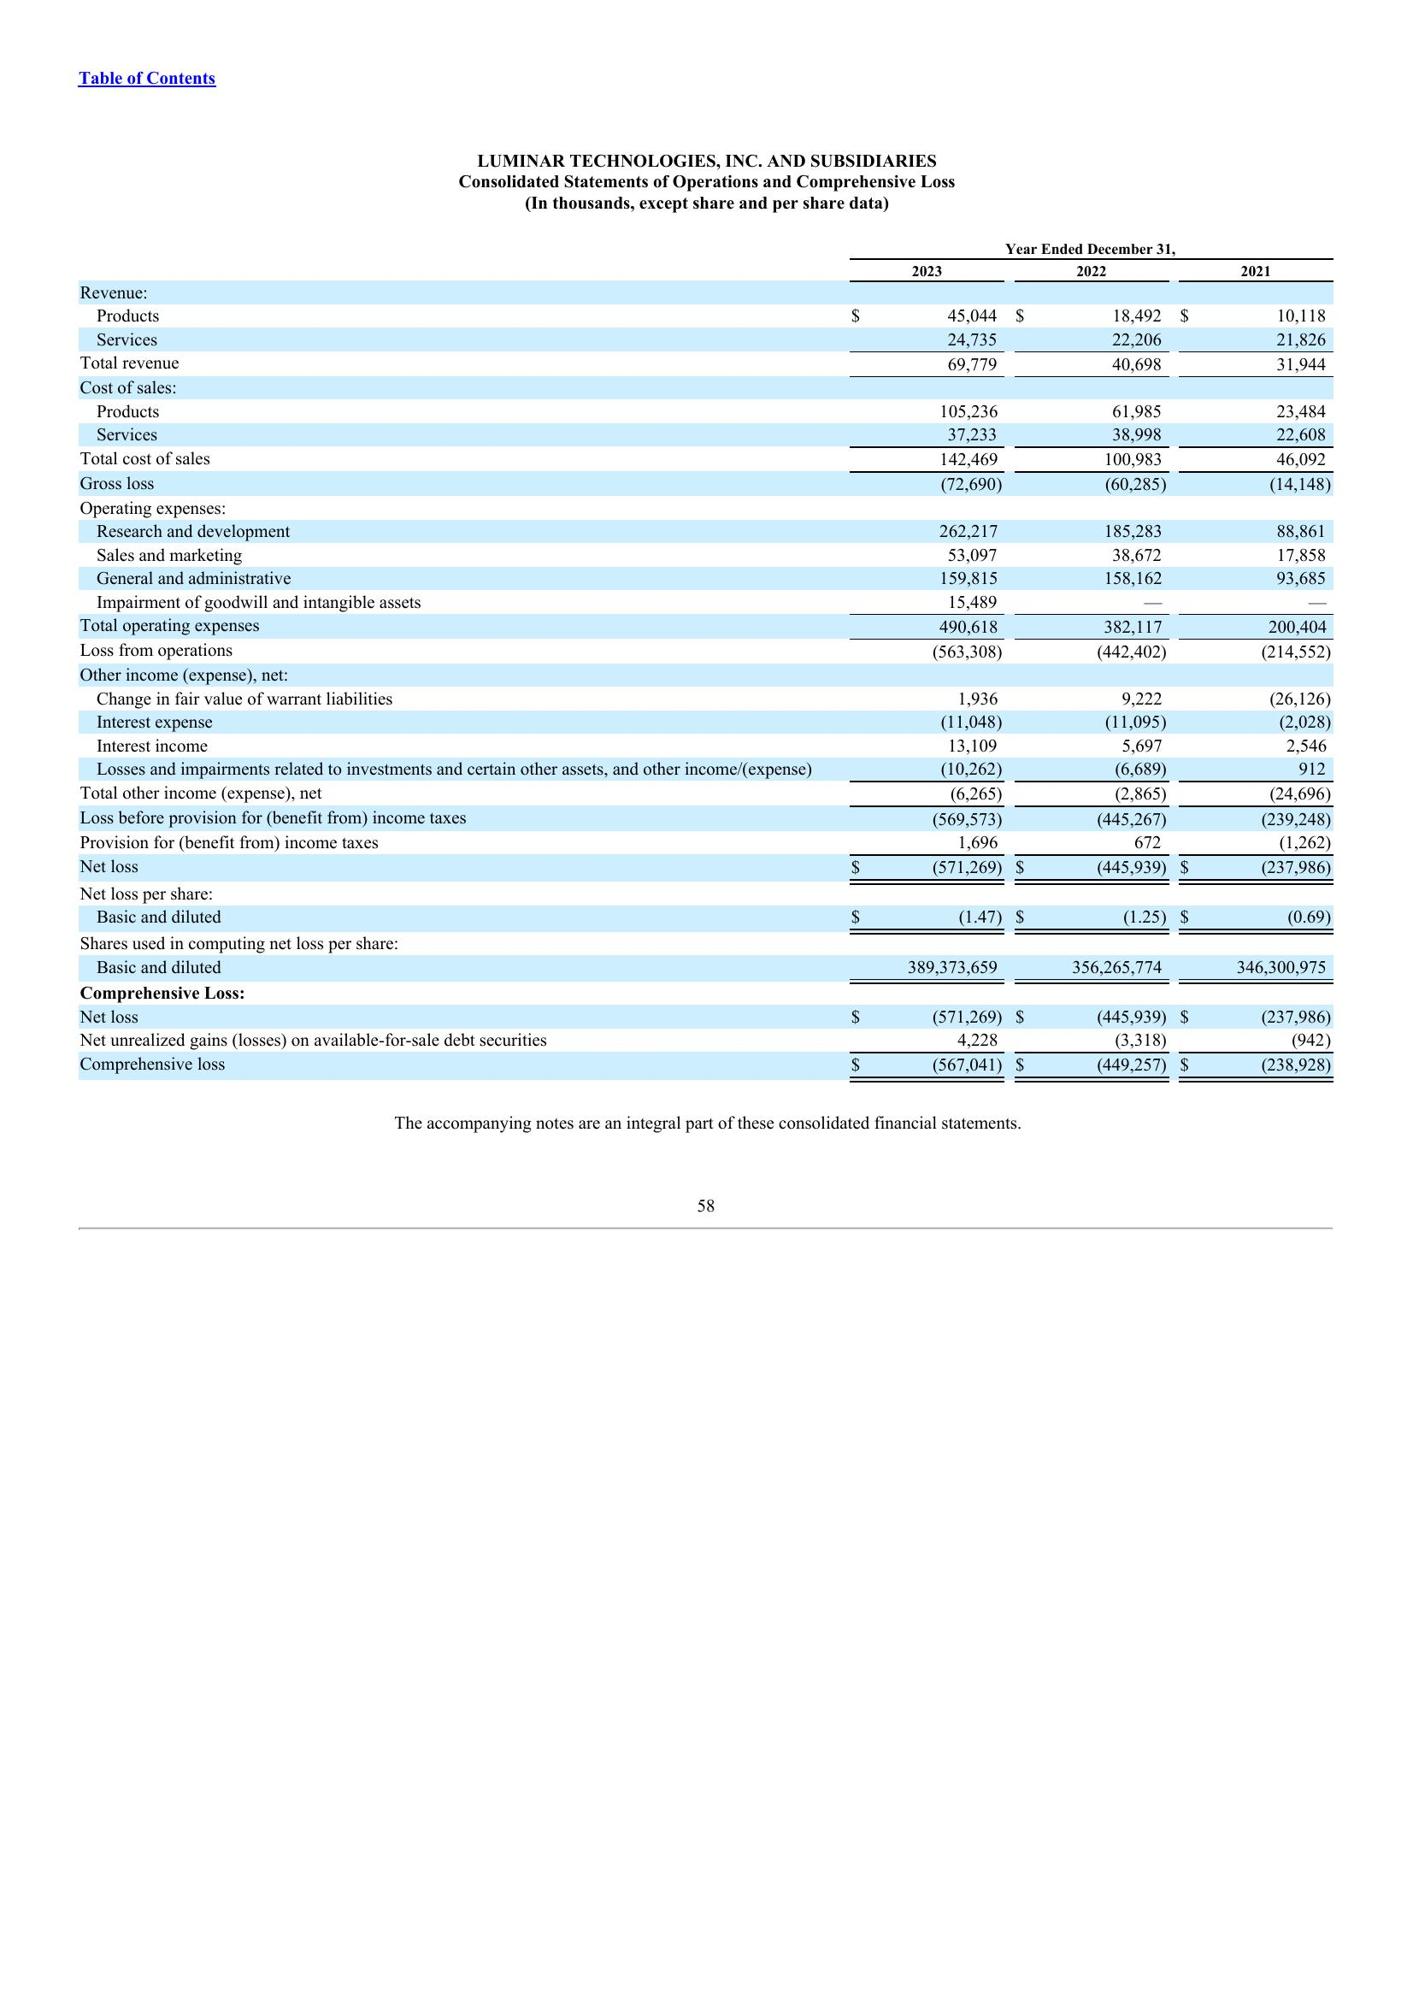 Table of Contents
LUMINAR TECHNOLOGIES, INC. AND SUBSIDIARIES
Consolidated Statements of Operations and Comprehensive Loss
(In thousands, except share and per share data)
Year Ended December 31,
2023 2022 2021
Revenue:
Products $ 45,044 $ 18,492 $ 10,118
Services 24,735 22,206 21,826
Total revenue 69,779 40,698 31,944
Cost of sales:
Products 105,236 61,985 23,484
Services 37,233 38,998 22,608
Total cost of sales 142,469 100,983 46,092
Gross loss (72,690) (60,285) (14,148)
Operating expenses:
Research and development 262,217 185,283 88,861
Sales and marketing 53,097 38,672 17,858
General and administrative 159,815 158,162 93,685
Impairment of goodwill and intangible assets 15,489 — —
Total operating expenses 490,618 382,117 200,404
Loss from operations (563,308) (442,402) (214,552)
Other income (expense), net:
Change in fair value of warrant liabilities 1,936 9,222 (26,126)
Interest expense (11,048) (11,095) (2,028)
Interest income 13,109 5,697 2,546
Losses and impairments related to investments and certain other assets, and other income/(expense) (10,262) (6,689) 912
Total other income (expense), net (6,265) (2,865) (24,696)
Loss before provision for (benefit from) income taxes (569,573) (445,267) (239,248)
Provision for (benefit from) income taxes 1,696 672 (1,262)
Net loss $ (571,269) $ (445,939) $ (237,986)
Net loss per share:
Basic and diluted $ (1.47) $ (1.25) $ (0.69)
Shares used in computing net loss per share:
Basic and diluted 389,373,659 356,265,774 346,300,975
Comprehensive Loss:
Net loss $ (571,269) $ (445,939) $ (237,986)
Net unrealized gains (losses) on available-for-sale debt securities 4,228 (3,318) (942)
Comprehensive loss $ (567,041) $ (449,257) $ (238,928)
The accompanying notes are an integral part of these consolidated financial statements.
58